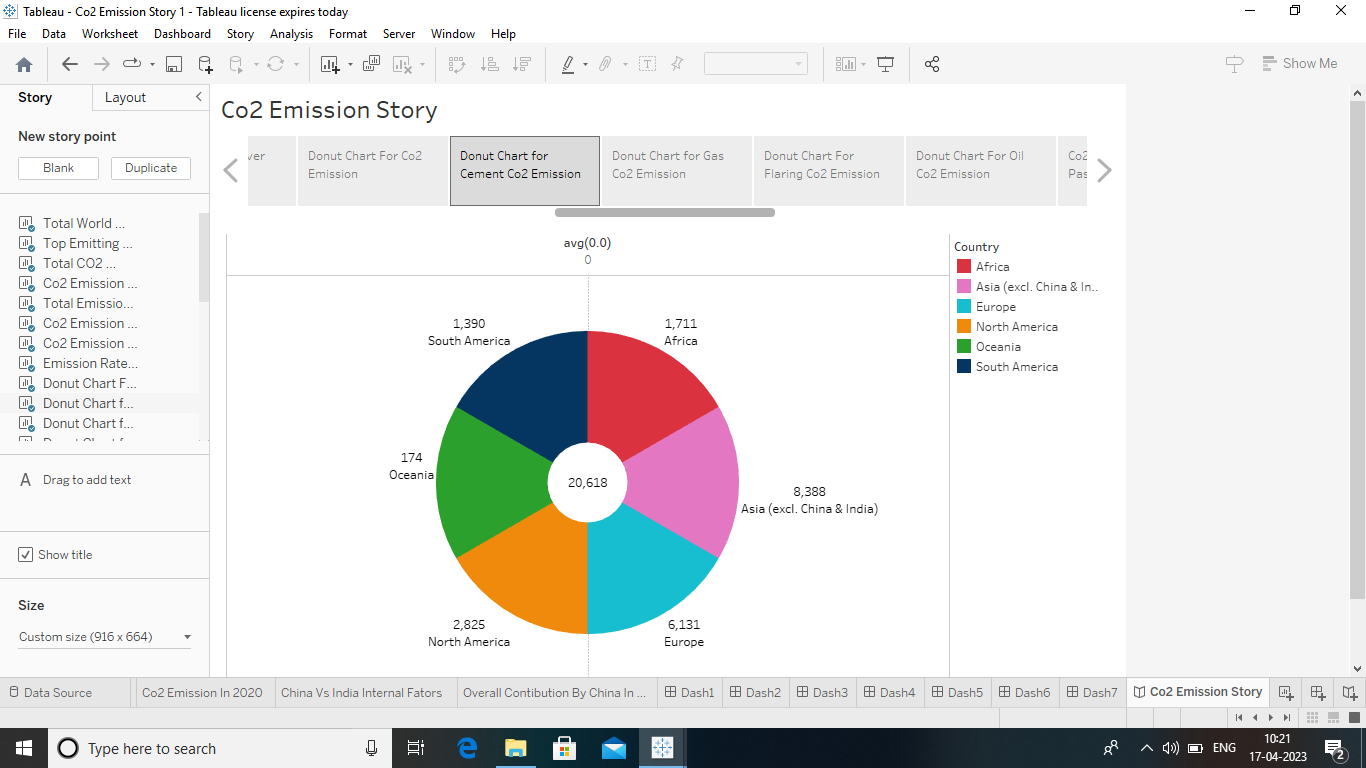 Tableau - Co2 Emission Story 1 - Tableau license expires today
File Data Worksheet Dashboard Story Analysis Format Server Window Help
Show Me
Story Layout
New story point
Blank Duplicate
Total World ...
Top Emitting ...
Total CO2 ...
Co2 Emission ...
Total Emissio...
Co2 Emission ...
Co2 Emission ...
Emission Rate...
Donut Chart F...
Donut Chart f...
Donut Chart f...
A Drag to add text
Show title
Size
Custom size (916 x 664)
Co2 Emission Story
ver
Donut Chart For Co2
Emission
Donut Chart for
Cement Co2 Emission
Donut Chart for Gas
Co2 Emission
Donut Chart For
Flaring Co2 Emission
Donut Chart For Oil
Co2 Emission
Co2
Pas
avg(0.0)
0
1,390
South America
1,711
Africa
174
Oceania
20,618
8,388
Asia (excl. China & India)
2,825
North America
6,131
Europe
Country
Africa
Asia (excl. China & In..
Europe
North America
Oceania
South America
Data Source Co2 Emission In 2020 China Vs India Internal Fators Overall Contibution By China In ... Dash1 Dash2 Dash3 Dash4 Dash5 Dash6 Dash7 Co2 Emission Story
Type here to search
ENG
10:21
17-04-2023
2